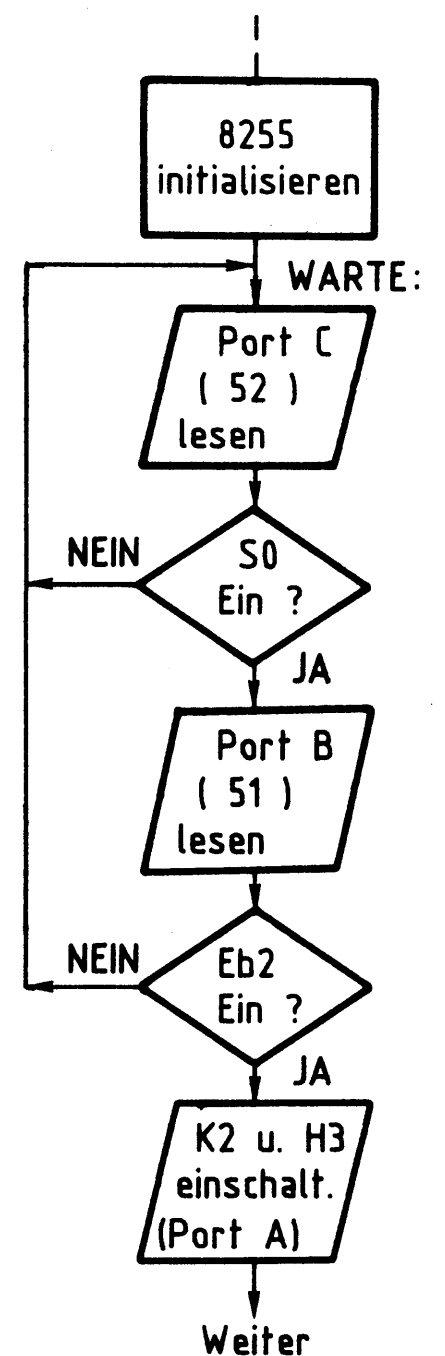 8255
initialisieren
WARTE:
Port C
( 52 )
lesen
NEIN
S0
Ein ?
JA
Port B
( 51 )
lesen
NEIN
Eb2
Ein ?
JA
K2 u. H3
einschalt.
(Port A)
Weiter